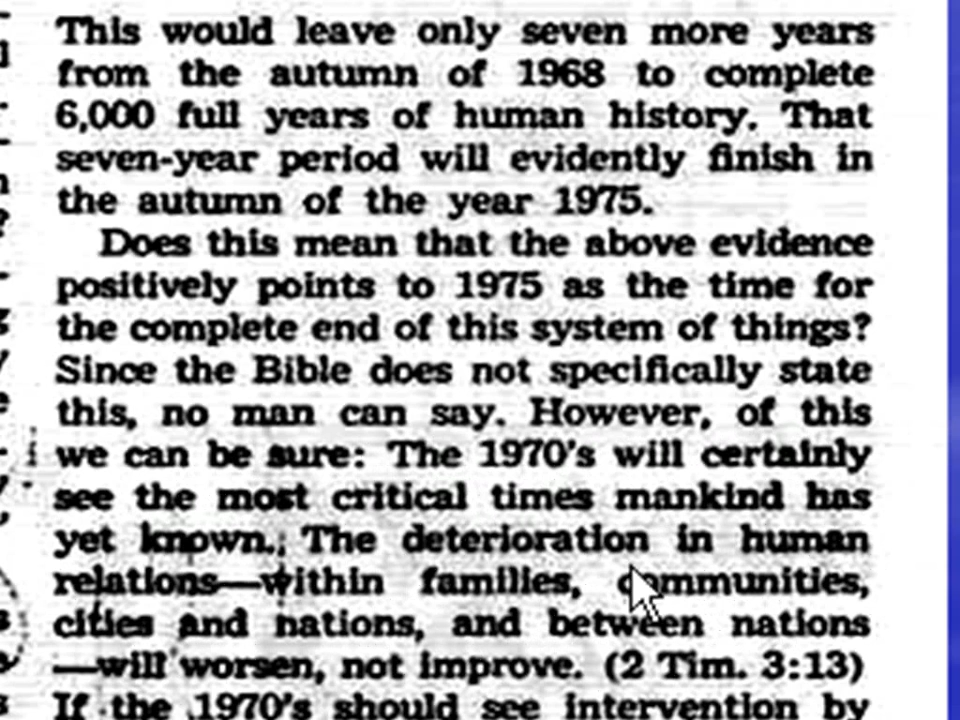 This would leave only seven more years
from the autumn of 1968 to complete
6,000 full years of human history. That
seven-year period will evidently finish in
the autumn of the year 1975.
Does this mean that the above evidence
positively points to 1975 as the time for
the complete end of this system of things?
Since the Bible does not specifically state
this, no man can say. However, of this
we can be sure: The 1970's will certainly
see the most critical times mankind has
yet known. The deterioration in human
relations—within families, communities,
cities and nations, and between nations
—will worsen, not improve. (2 Tim. 3:13)
If the 1970's should see intervention by